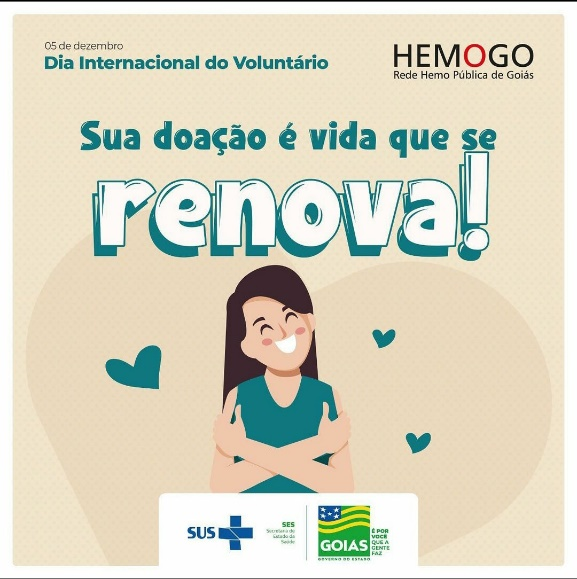 05 de dezembro
Dia Internacional do Voluntário
HEMOGO
Rede Hemo Pública de Goiás
Sua doação é vida que se
renova!
SUS
SES
Secretaria de
Estado da
Saúde
GOIÁS
GOVERNO DO ESTADO
É POR
VOCÊ
QUE A
GENTE
FAZ